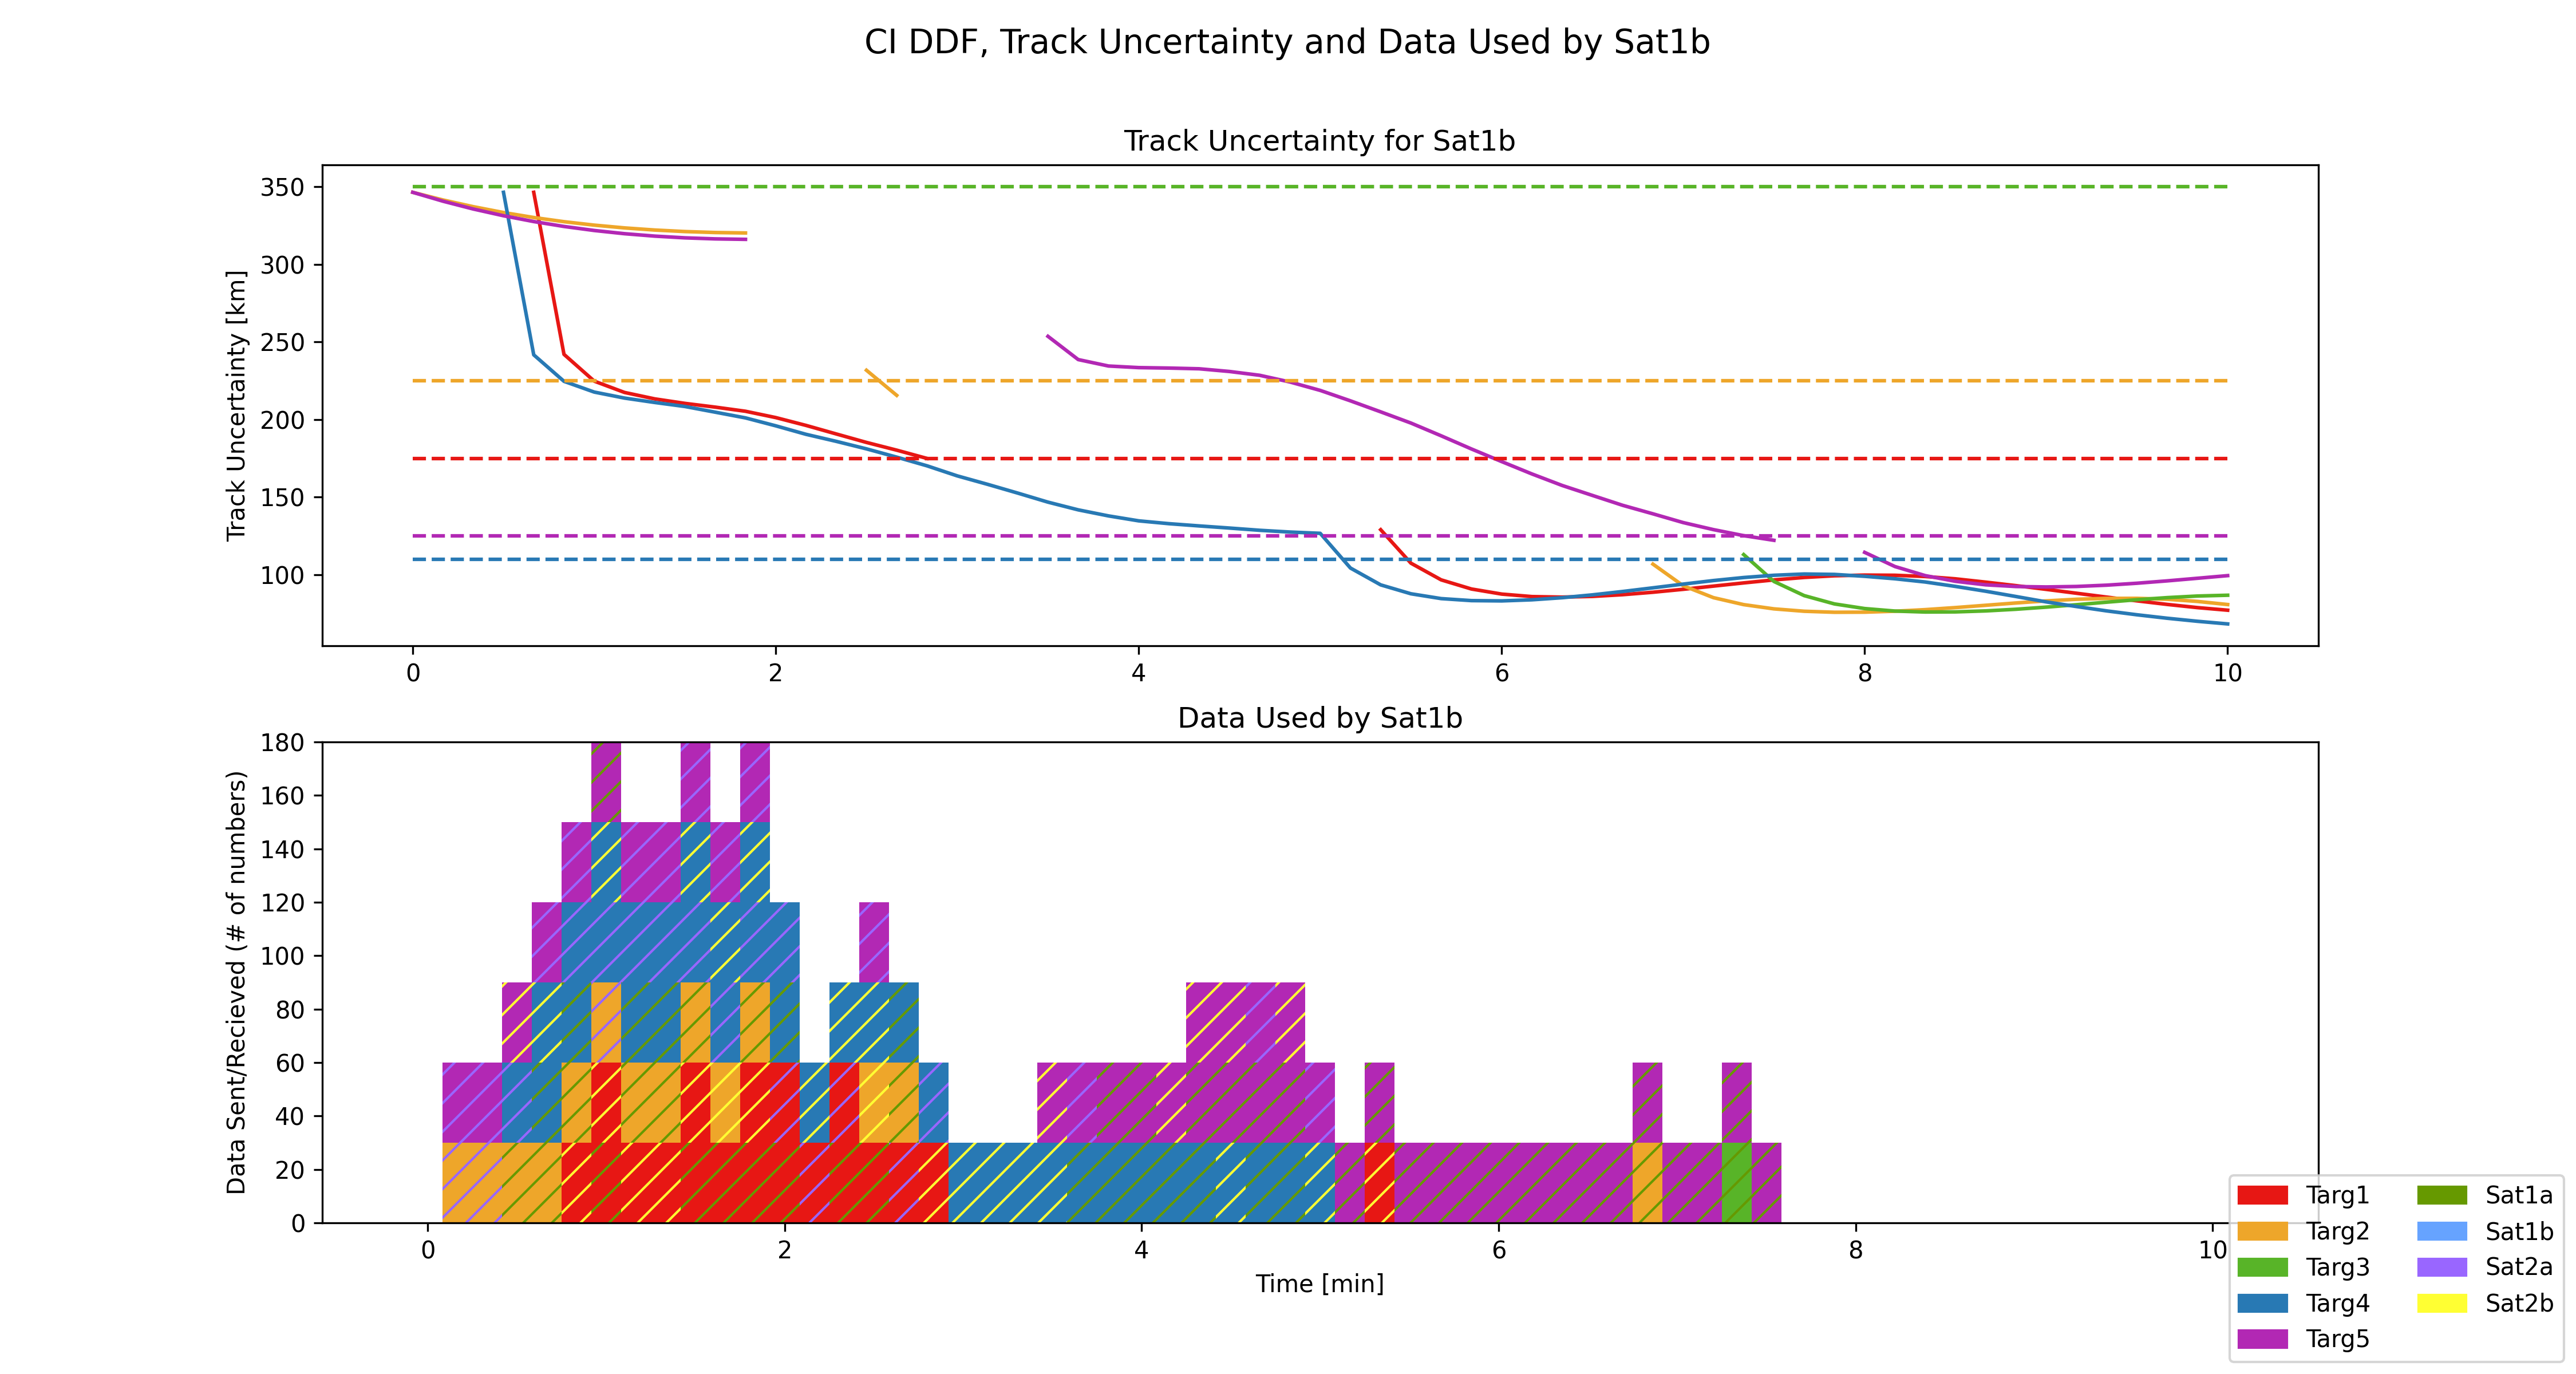 CI DDF, Track Uncertainty and Data Used by Sat1b
Track Uncertainty for Sat1b
Track Uncertainty [km]
350
300
250
200
150
100
0 2 4 6 8 10
Data Used by Sat1b
Data Sent/Recieved (# of numbers)
180
160
140
120
100
80
60
40
20
0
0 2 4 6 8 10
Time [min]
Targ1 Sat1a
Targ2 Sat1b
Targ3 Sat2a
Targ4 Sat2b
Targ5